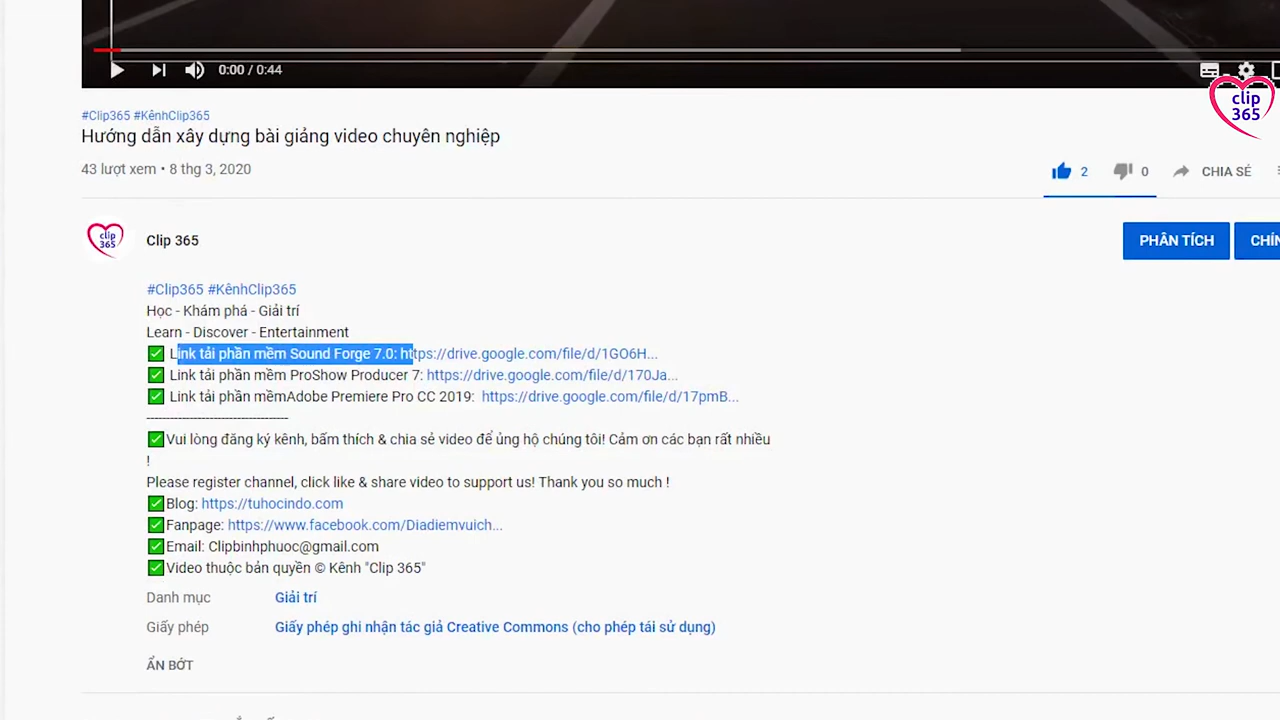 0:00 / 0:44
clip
365
#Clip365 #KênhClip365
Hướng dẫn xây dựng bài giảng video chuyên nghiệp
43 lượt xem • 8 thg 3, 2020
2
0
CHIA SẺ
clip
365
Clip 365
PHÂN TÍCH
#Clip365 #KênhClip365
Học - Khám phá - Giải trí
Learn - Discover - Entertainment
✅ Link tải phần mềm Sound Forge 7.0: https://drive.google.com/file/d/1GO6H...
✅ Link tải phần mềm ProShow Producer 7: https://drive.google.com/file/d/170Ja...
✅ Link tải phần mềmAdobe Premiere Pro CC 2019: https://drive.google.com/file/d/17pmB...
-----------------------------------
✅Vui lòng đăng ký kênh, bấm thích & chia sẻ video để ủng hộ chúng tôi! Cảm ơn các bạn rất nhiều
!
Please register channel, click like & share video to support us! Thank you so much !
✅Blog: https://tuhocindo.com
✅Fanpage: https://www.facebook.com/Diadiemvuich...
✅Email: Clipbinhphuoc@gmail.com
✅Video thuộc bản quyền © Kênh "Clip 365"
Danh mục Giải trí
Giấy phép Giấy phép ghi nhận tác giả Creative Commons (cho phép tái sử dụng)
ẨN BỚT